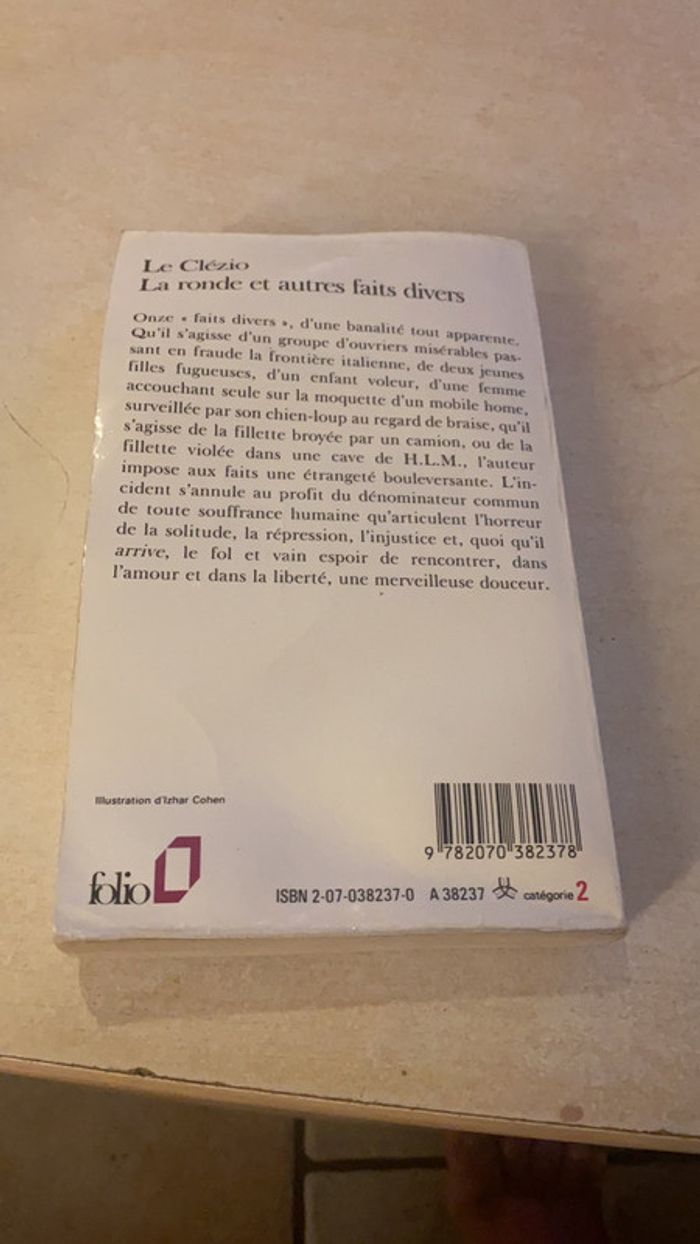 Le Clézio
La ronde et autres faits divers
Onze « faits divers », d'une banalité tout apparente.
Qu'il s'agisse d'un groupe d'ouvriers misérables pas-
sant en fraude la frontière italienne, de deux jeunes
filles fugueuses, d'un enfant voleur, d'une femme
accouchant seule sur la moquette d'un mobile home,
surveillée par son chien-loup au regard de braise, qu'il
s'agisse de la fillette broyée par un camion, ou de la
fillette violée dans une cave de H.L.M., l'auteur
impose aux faits une étrangeté bouleversante. L'in-
cident s'annule au profit du dénominateur commun
de toute souffrance humaine qu'articulent l'horreur
de la solitude, la répression, l'injustice et, quoi qu'il
arrive, le fol et vain espoir de rencontrer, dans
l'amour et dans la liberté, une merveilleuse douceur.
Illustration d'Izhar Cohen
9 782070 382378
folio
ISBN 2-07-038237-0 A 38237 catégorie 2